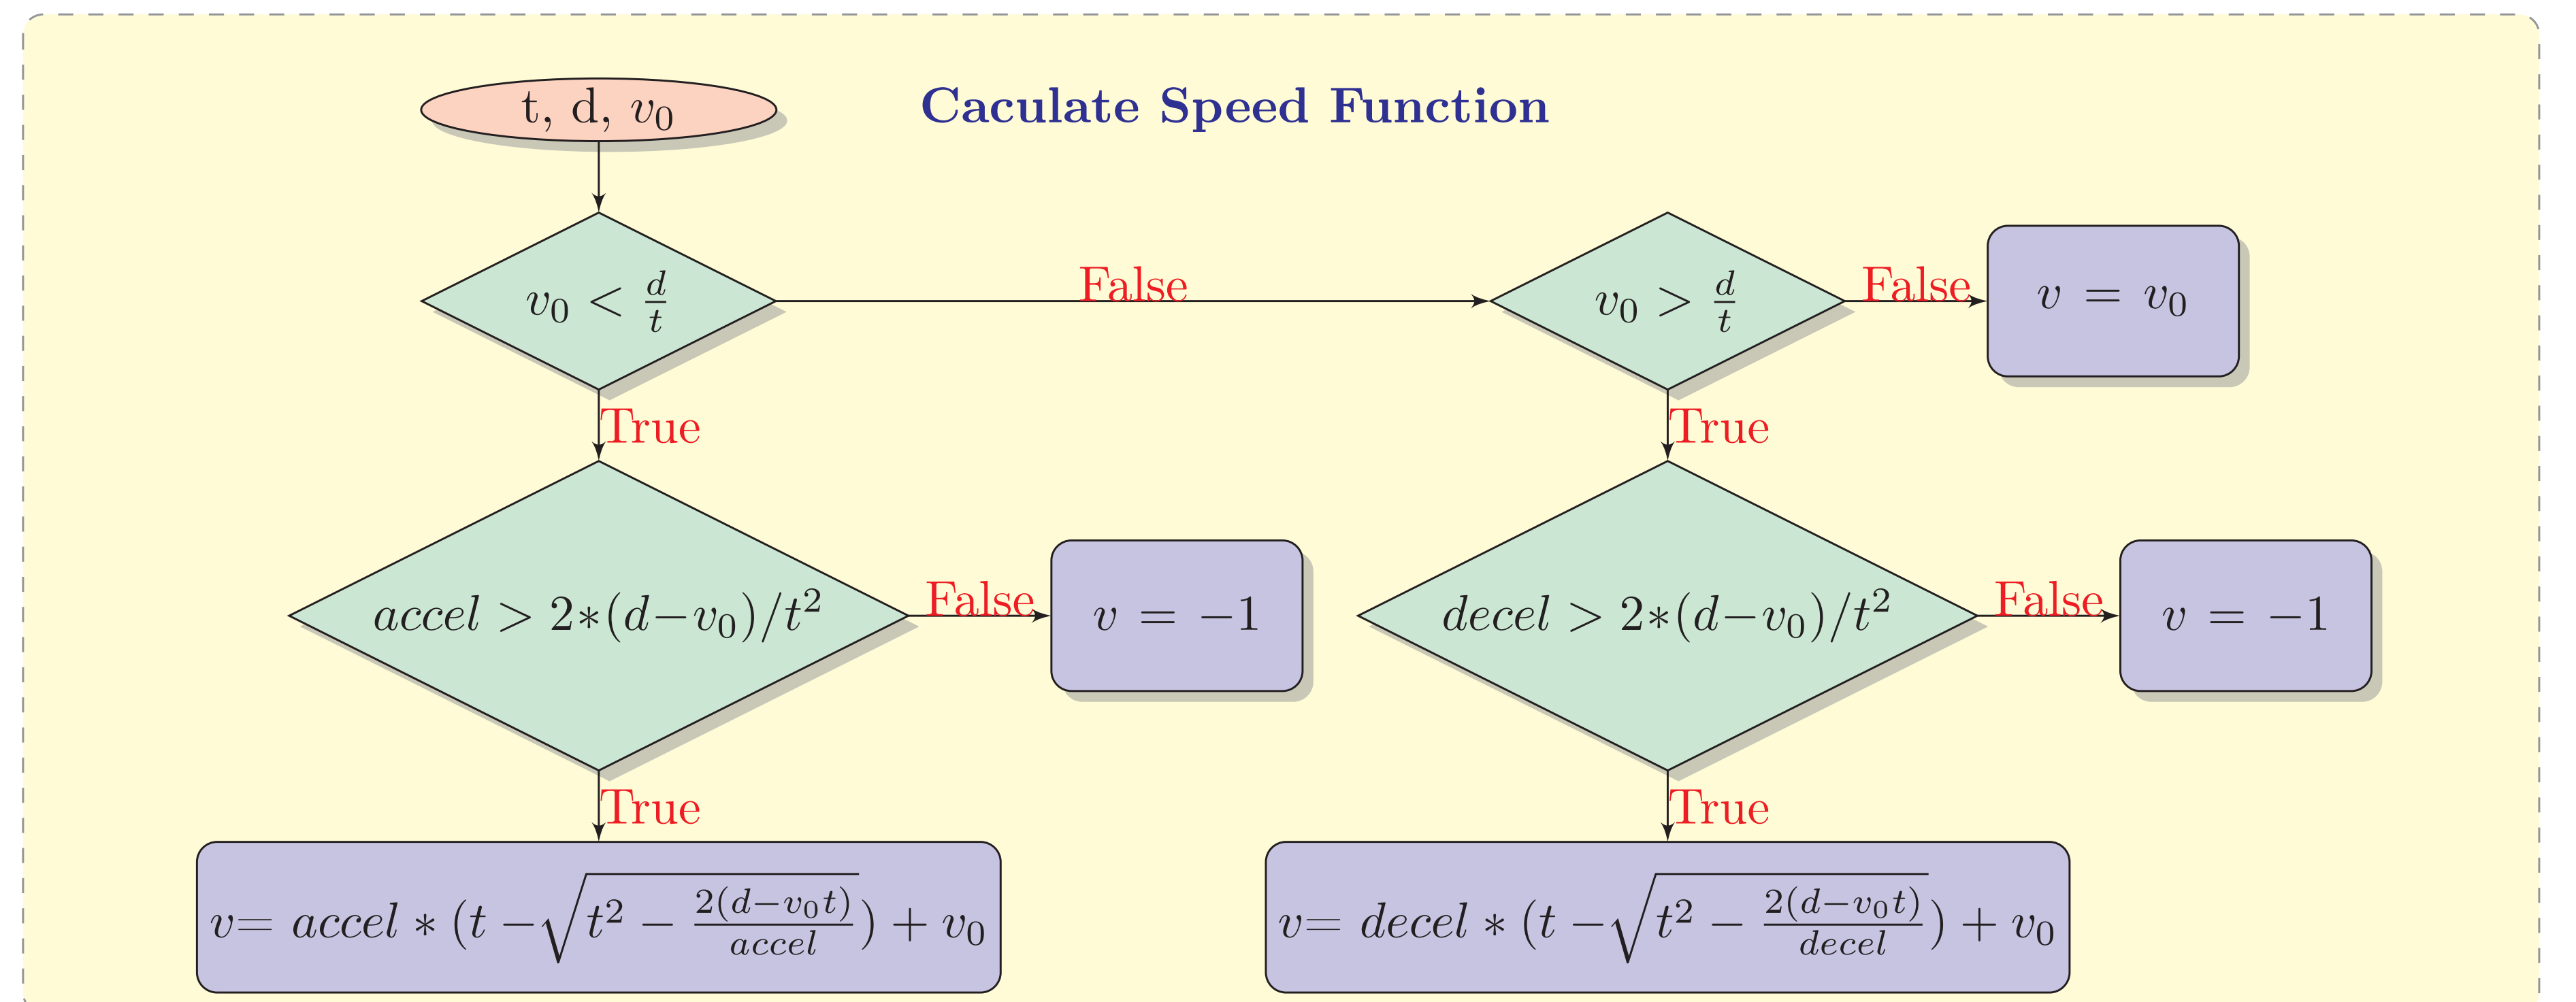 t, d, v₀
Caculate Speed Function
v₀ < d/t
False
v₀ > d/t
False
v = v₀
True
True
accel > 2*(d−v₀)/t²
False
v = −1
decel > 2*(d−v₀)/t²
False
v = −1
True
True
v= accel * (t −√(t² − 2(d−v₀t)/accel)) + v₀
v= decel * (t −√(t² − 2(d−v₀t)/decel)) + v₀